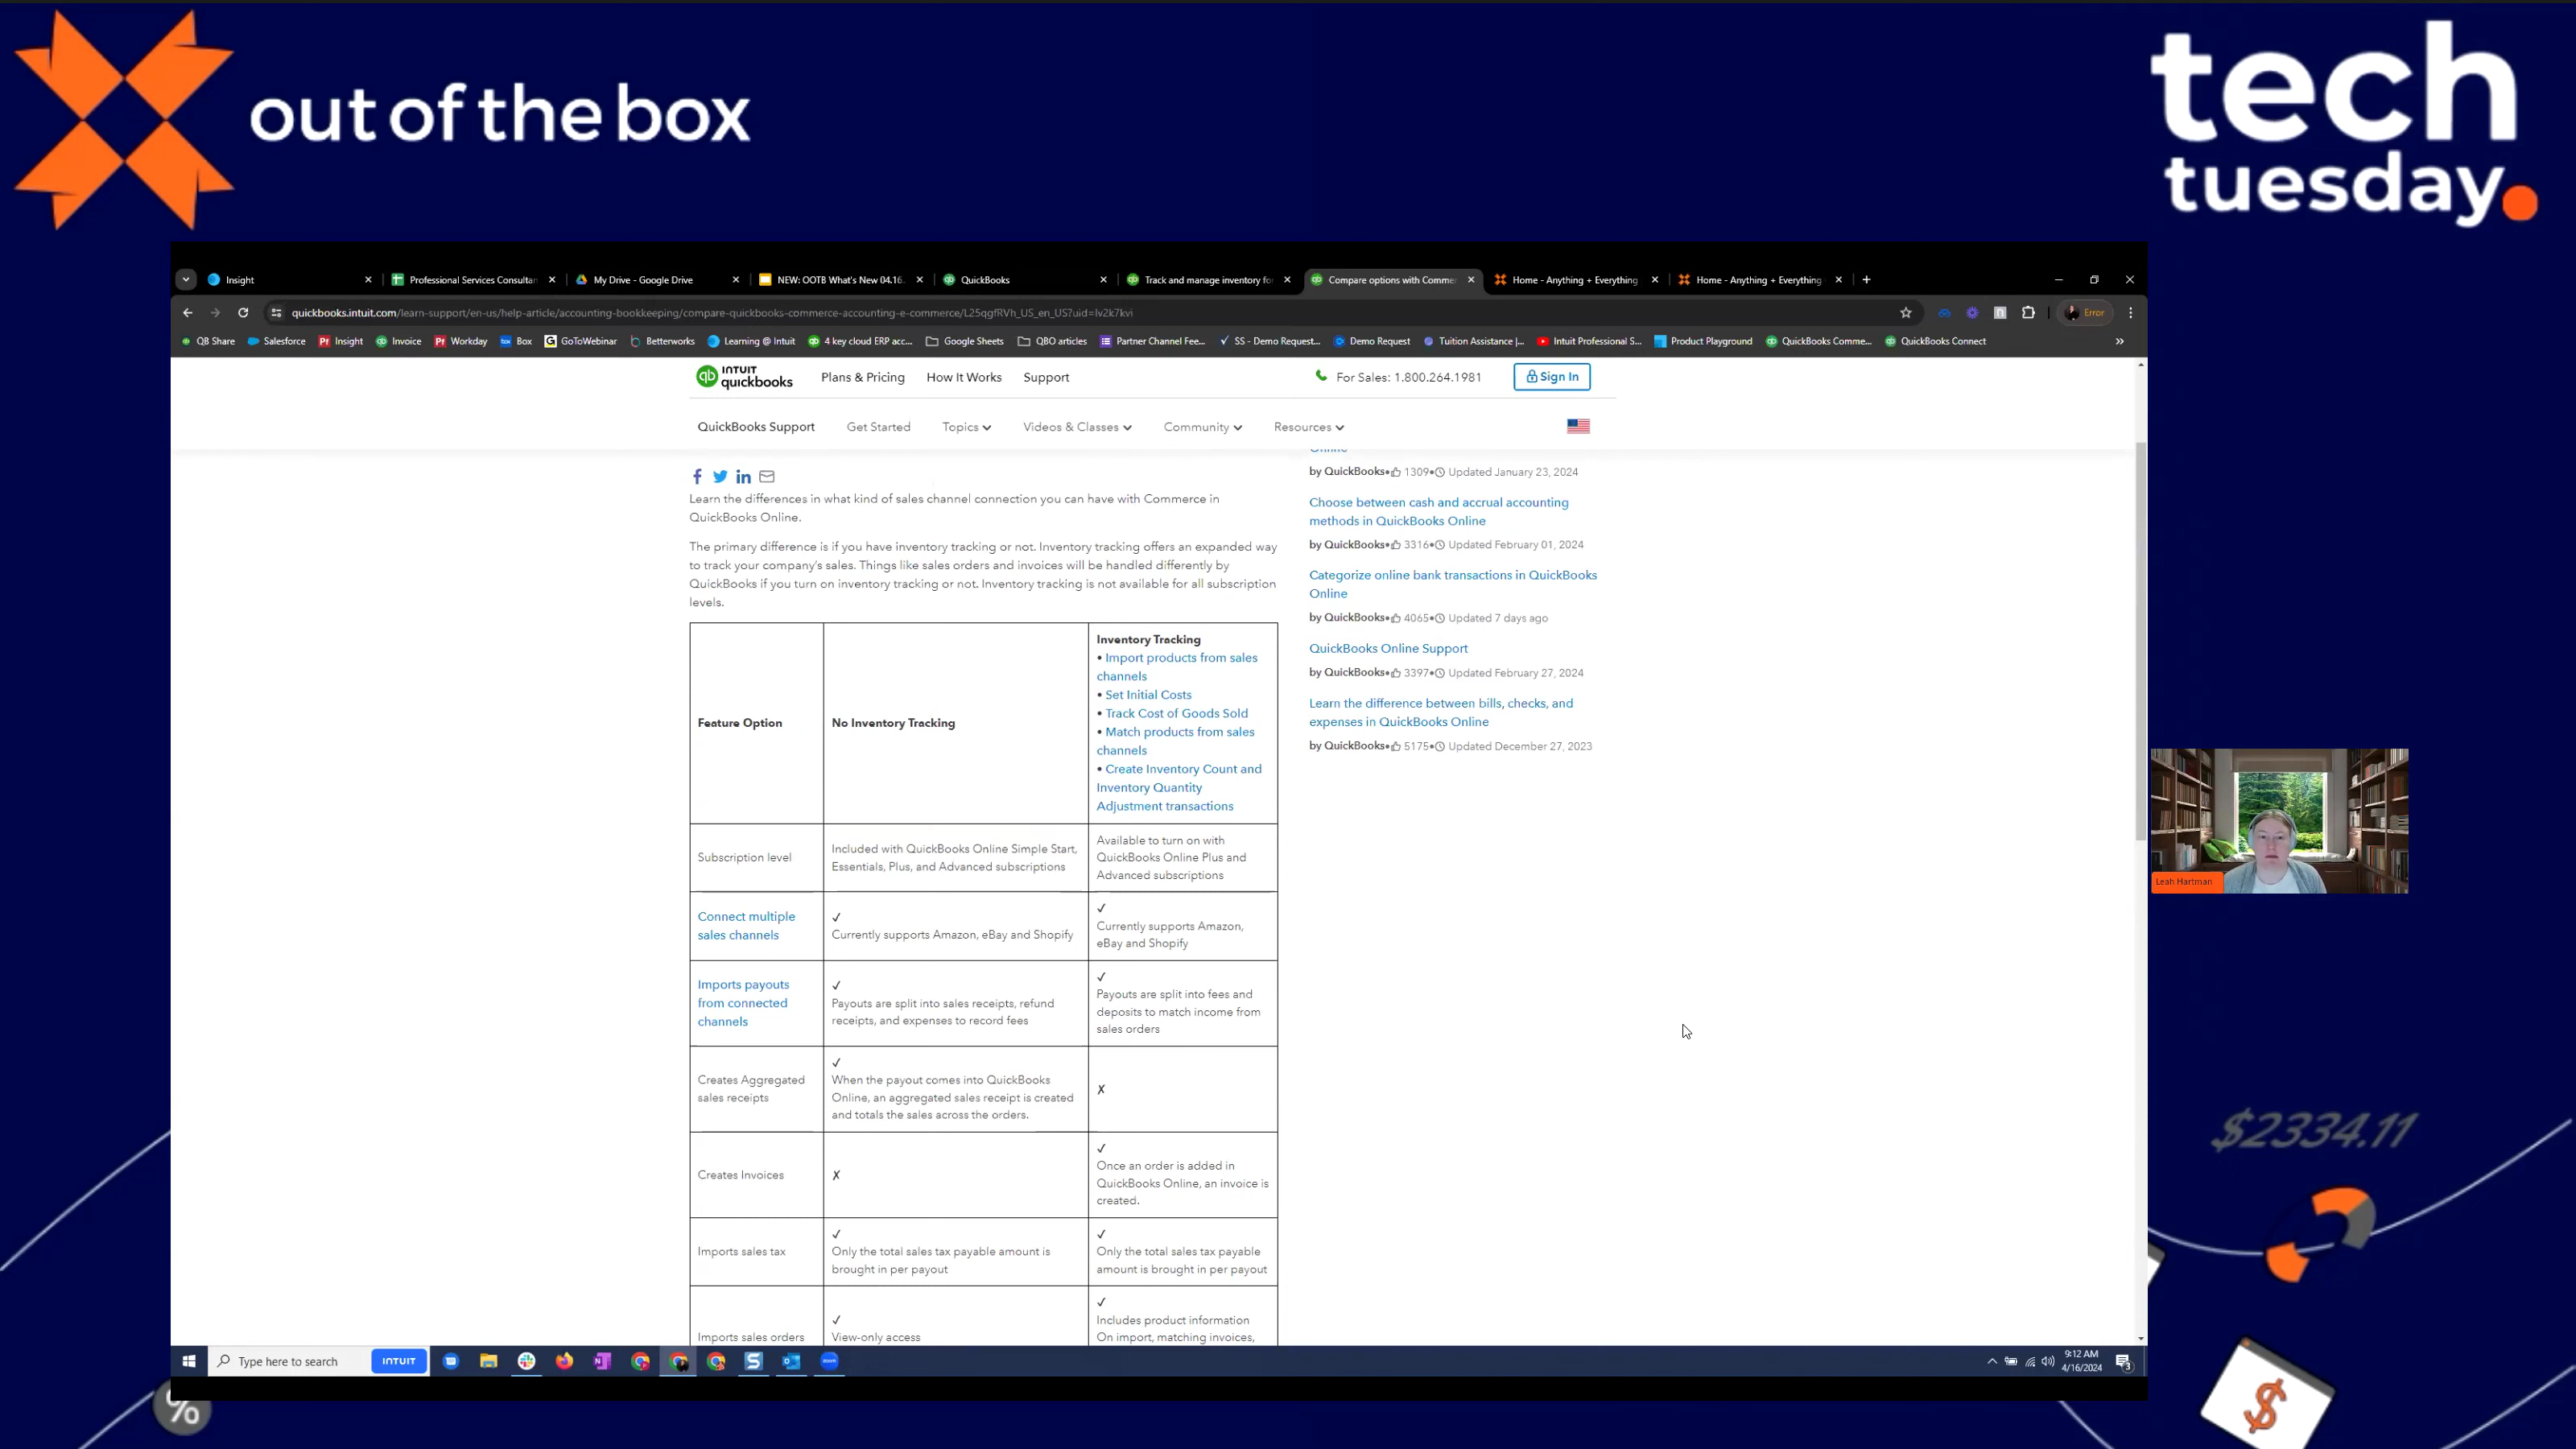 out of the box
tech
tuesday.
Insight
Professional Services Consultan
My Drive - Google Drive
NEW: OOTB What's New 04.16.
QuickBooks
Track and manage inventory fo
Compare options with Comme
Home - Anything + Everything
Home - Anything + Everything
quickbooks.intuit.com/learn-support/en-us/help-article/accounting-bookkeeping/compare-quickbooks-commerce-accounting-e-commerce/L25qgfRVh_US_en_US?uid=lv2k7kvi
Error
QB Share
Salesforce
Insight
Invoice
Workday
Box
GoToWebinar
Betterworks
Learning @ Intuit
4 key cloud ERP acc...
Google Sheets
QBO articles
Partner Channel Fee...
SS - Demo Request...
Demo Request
Tuition Assistance |...
Intuit Professional S...
Product Playground
QuickBooks Comme...
QuickBooks Connect
INTUIT
quickbooks
Plans & Pricing
How It Works
Support
For Sales: 1.800.264.1981
Sign In
QuickBooks Support
Get Started
Topics
Videos & Classes
Community
Resources
Learn the differences in what kind of sales channel connection you can have with Commerce in
QuickBooks Online.
The primary difference is if you have inventory tracking or not. Inventory tracking offers an expanded way
to track your company's sales. Things like sales orders and invoices will be handled differently by
QuickBooks if you turn on inventory tracking or not. Inventory tracking is not available for all subscription
levels.
Feature Option
No Inventory Tracking
Inventory Tracking
• Import products from sales
channels
• Set Initial Costs
• Track Cost of Goods Sold
• Match products from sales
channels
• Create Inventory Count and
Inventory Quantity
Adjustment transactions
Subscription level
Included with QuickBooks Online Simple Start,
Essentials, Plus, and Advanced subscriptions
Available to turn on with
QuickBooks Online Plus and
Advanced subscriptions
Connect multiple
sales channels
✓
Currently supports Amazon, eBay and Shopify
✓
Currently supports Amazon,
eBay and Shopify
Imports payouts
from connected
channels
✓
Payouts are split into sales receipts, refund
receipts, and expenses to record fees
✓
Payouts are split into fees and
deposits to match income from
sales orders
Creates Aggregated
sales receipts
✓
When the payout comes into QuickBooks
Online, an aggregated sales receipt is created
and totals the sales across the orders.
✗
Creates Invoices
✗
✓
Once an order is added in
QuickBooks Online, an invoice is
created.
Imports sales tax
✓
Only the total sales tax payable amount is
brought in per payout
✓
Only the total sales tax payable
amount is brought in per payout
Imports sales orders
✓
View-only access
✓
Includes product information
On import, matching invoices,
Online
by QuickBooks• 1309• Updated January 23, 2024
Choose between cash and accrual accounting
methods in QuickBooks Online
by QuickBooks• 3316• Updated February 01, 2024
Categorize online bank transactions in QuickBooks
Online
by QuickBooks• 4065• Updated 7 days ago
QuickBooks Online Support
by QuickBooks• 3397• Updated February 27, 2024
Learn the difference between bills, checks, and
expenses in QuickBooks Online
by QuickBooks• 5175• Updated December 27, 2023
Leah Hartman
$2334.11
Type here to search
INTUIT
9:12 AM
4/16/2024
3
%
$